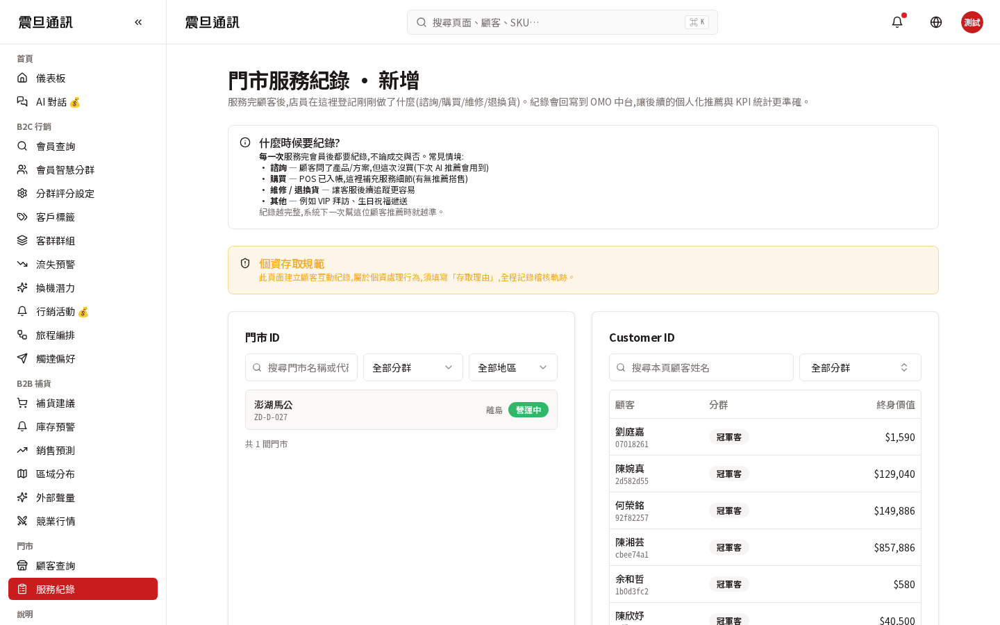 震旦通訊
震旦通訊
搜尋頁面、顧客、SKU…
⌘ K
測試
首頁
儀表板
AI 對話 💰
B2C 行銷
會員查詢
會員智慧分群
分群評分設定
客戶標籤
客群群組
流失預警
換機潛力
行銷活動 💰
旅程編排
觸達偏好
B2B 補貨
補貨建議
庫存預警
銷售預測
區域分布
外部聲量
競業行情
門市
顧客查詢
服務紀錄
說明
門市服務紀錄 · 新增
服務完顧客後,店員在這裡登記剛剛做了什麼(諮詢/購買/維修/退換貨)。紀錄會回寫到 OMO 中台,讓後續的個人化推薦與 KPI 統計更準確。
什麼時候要紀錄?
每一次服務完會員後都要紀錄,不論成交與否。常見情境:
· 諮詢 — 顧客問了產品/方案,但這次沒買(下次 AI 推薦會用到)
· 購買 — POS 已入帳,這裡補充服務細節(有無推薦搭售)
· 維修 / 退換貨 — 讓客服後續追蹤更容易
· 其他 — 例如 VIP 拜訪、生日祝福遞送
紀錄越完整,系統下一次幫這位顧客推薦時就越準。
個資存取規範
此頁面建立顧客互動紀錄,屬於個資處理行為,須填寫「存取理由」,全程記錄稽核軌跡。
門市 ID
搜尋門市名稱或代
全部分群
全部地區
澎湖馬公
ZD-D-027
離島
營運中
共 1 間門市
Customer ID
搜尋本頁顧客姓名
全部分群
顧客 分群 終身價值
劉庭嘉
07018261
冠軍客
$1,590
陳婉真
2d582d55
冠軍客
$129,040
何榮銘
92f82257
冠軍客
$149,886
陳湘芸
cbee74a1
冠軍客
$857,886
余和哲
1b0d3fc2
冠軍客
$580
陳欣妤
冠軍客
$40,500